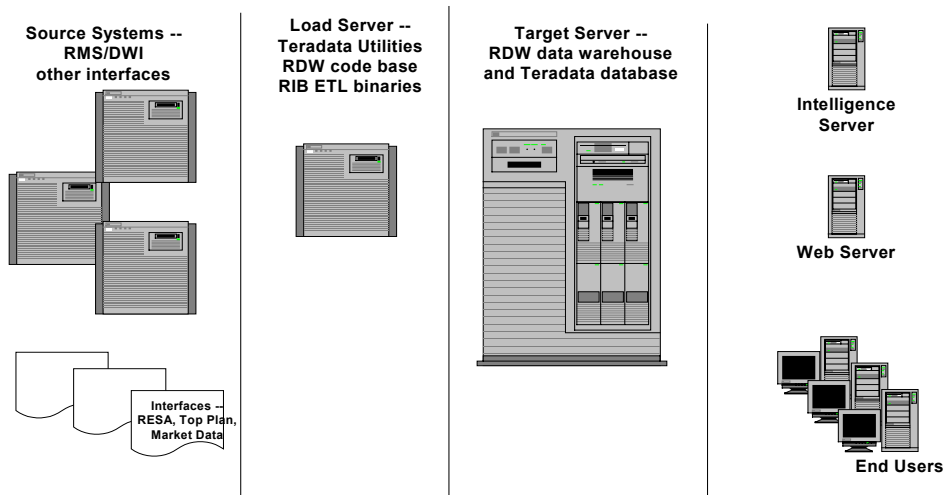 Source Systems --
RMS/DWI
other interfaces
Load Server --
Teradata Utilities
RDW code base
RIB ETL binaries
Target Server --
RDW data warehouse
and Teradata database
Intelligence
Server
Web Server
Interfaces --
RESA, Top Plan,
Market Data
End Users